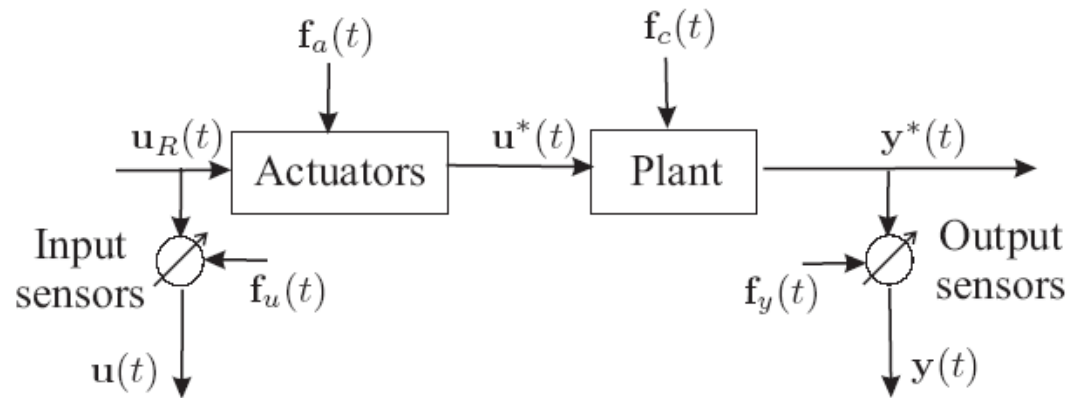 f_a(t)
f_c(t)
u_R(t)
Actuators
u*(t)
Plant
y*(t)
Input
sensors
f_u(t)
f_y(t)
Output
sensors
u(t)
y(t)